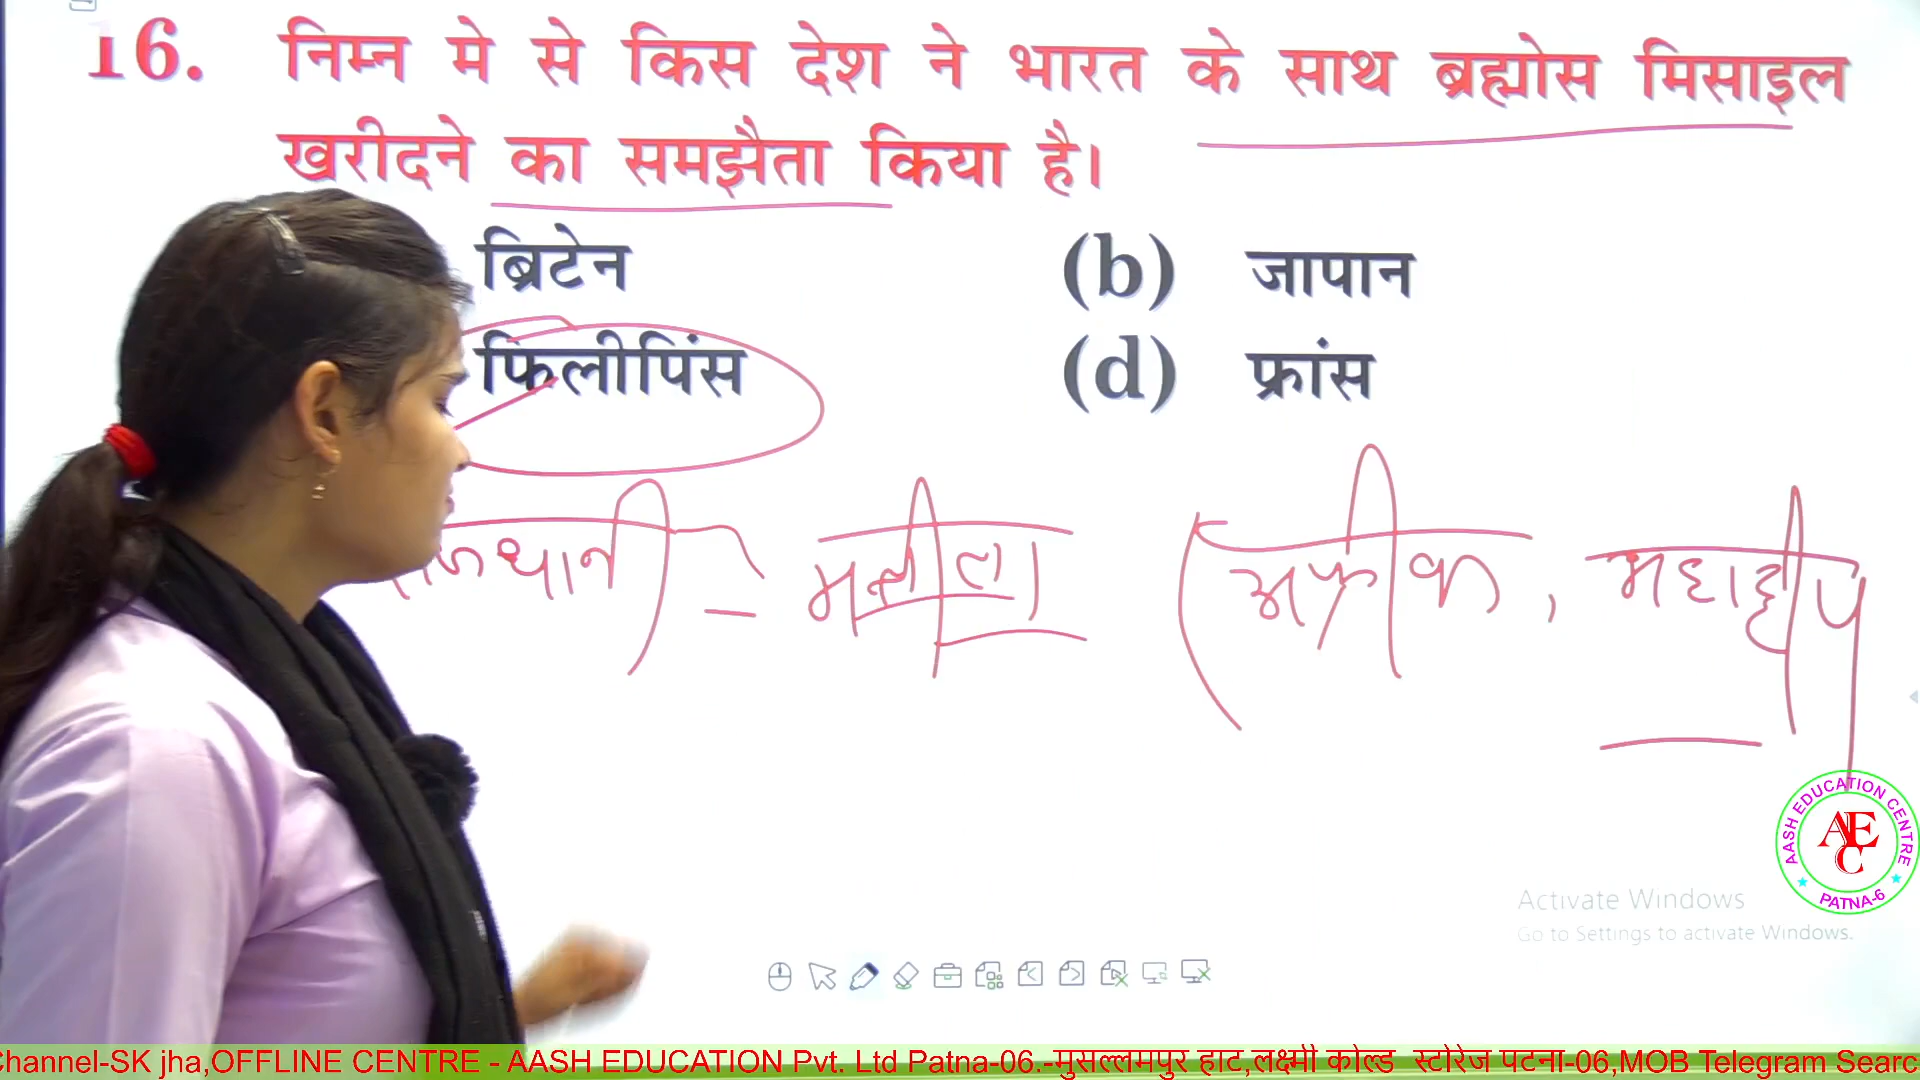 16. निम्न मे से किस देश ने भारत के साथ ब्रह्मोस मिसाइल
खरीदने का समझैता किया है।
ब्रिटेन (b) जापान
फिलीपिंस (d) फ्रांस
= मनीला (अफ्रीका, महाद्वीप
AASH EDUCATION CENTRE
AEC
PATNA-6
Activate Windows
Go to Settings to activate Windows.
Channel-SK jha,OFFLINE CENTRE - AASH EDUCATION Pvt. Ltd Patna-06.-मुसल्लमपुर हाट,लक्ष्मी कोल्ड स्टोरेज पटना-06,MOB Telegram Searc